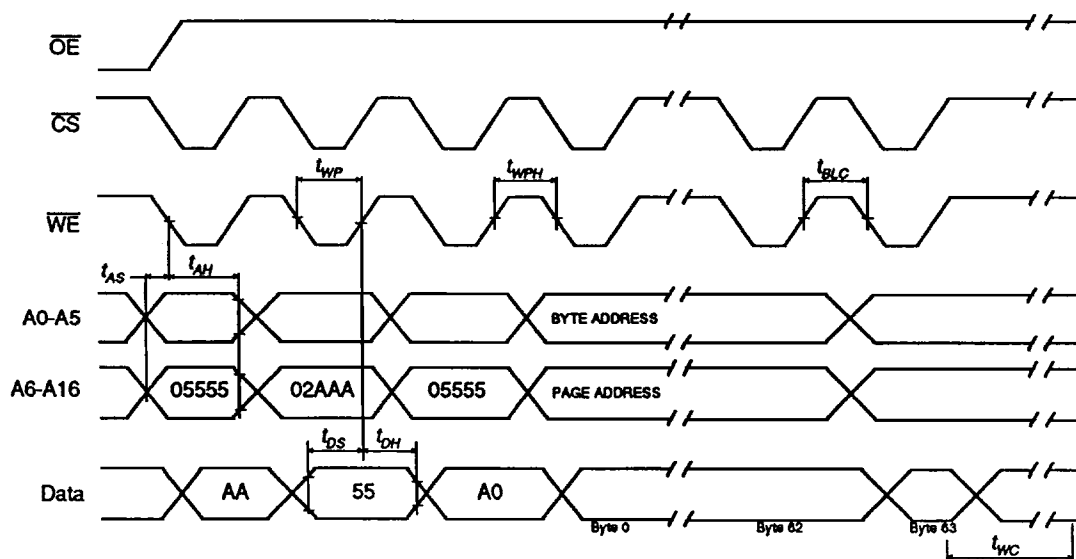 OE
CS
tWP tWPH tBLC
WE
tAS tAH
A0-A5 BYTE ADDRESS
A6-A16 05555 02AAA 05555 PAGE ADDRESS
tDS tDH
Data AA 55 A0
Byte 0 Byte 62 Byte 63
tWC